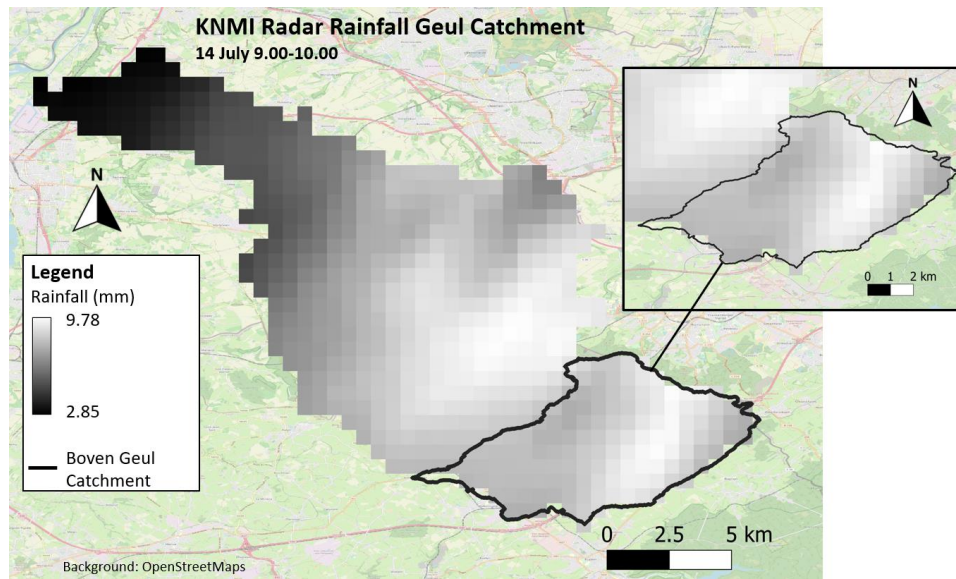 KNMI Radar Rainfall Geul Catchment
14 July 9.00-10.00
N
N
0 1 2 km
Legend
Rainfall (mm)
9.78
2.85
Boven Geul
Catchment
0 2.5 5 km
Background: OpenStreetMaps